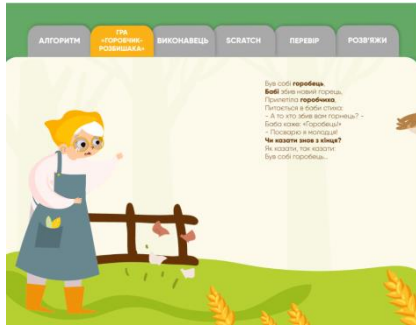 АЛГОРИТМ
ГРА
«ГОРОБЧИК-
РОЗБИШАКА»
ВИКОНАВЕЦЬ
SCRATCH
ПЕРЕВІР
РОЗВ'ЯЖИ
Був собі горобець,
Бабі збив новий горець,
Прилетіла горобчиха,
Питається в баби стиха:
– А то хто збив вам горнець? –
Баба каже: «Горобець!»
– Посварю я молодця!
Чи казати знов з кінця?
Як казати, так казати:
Був собі горобець...